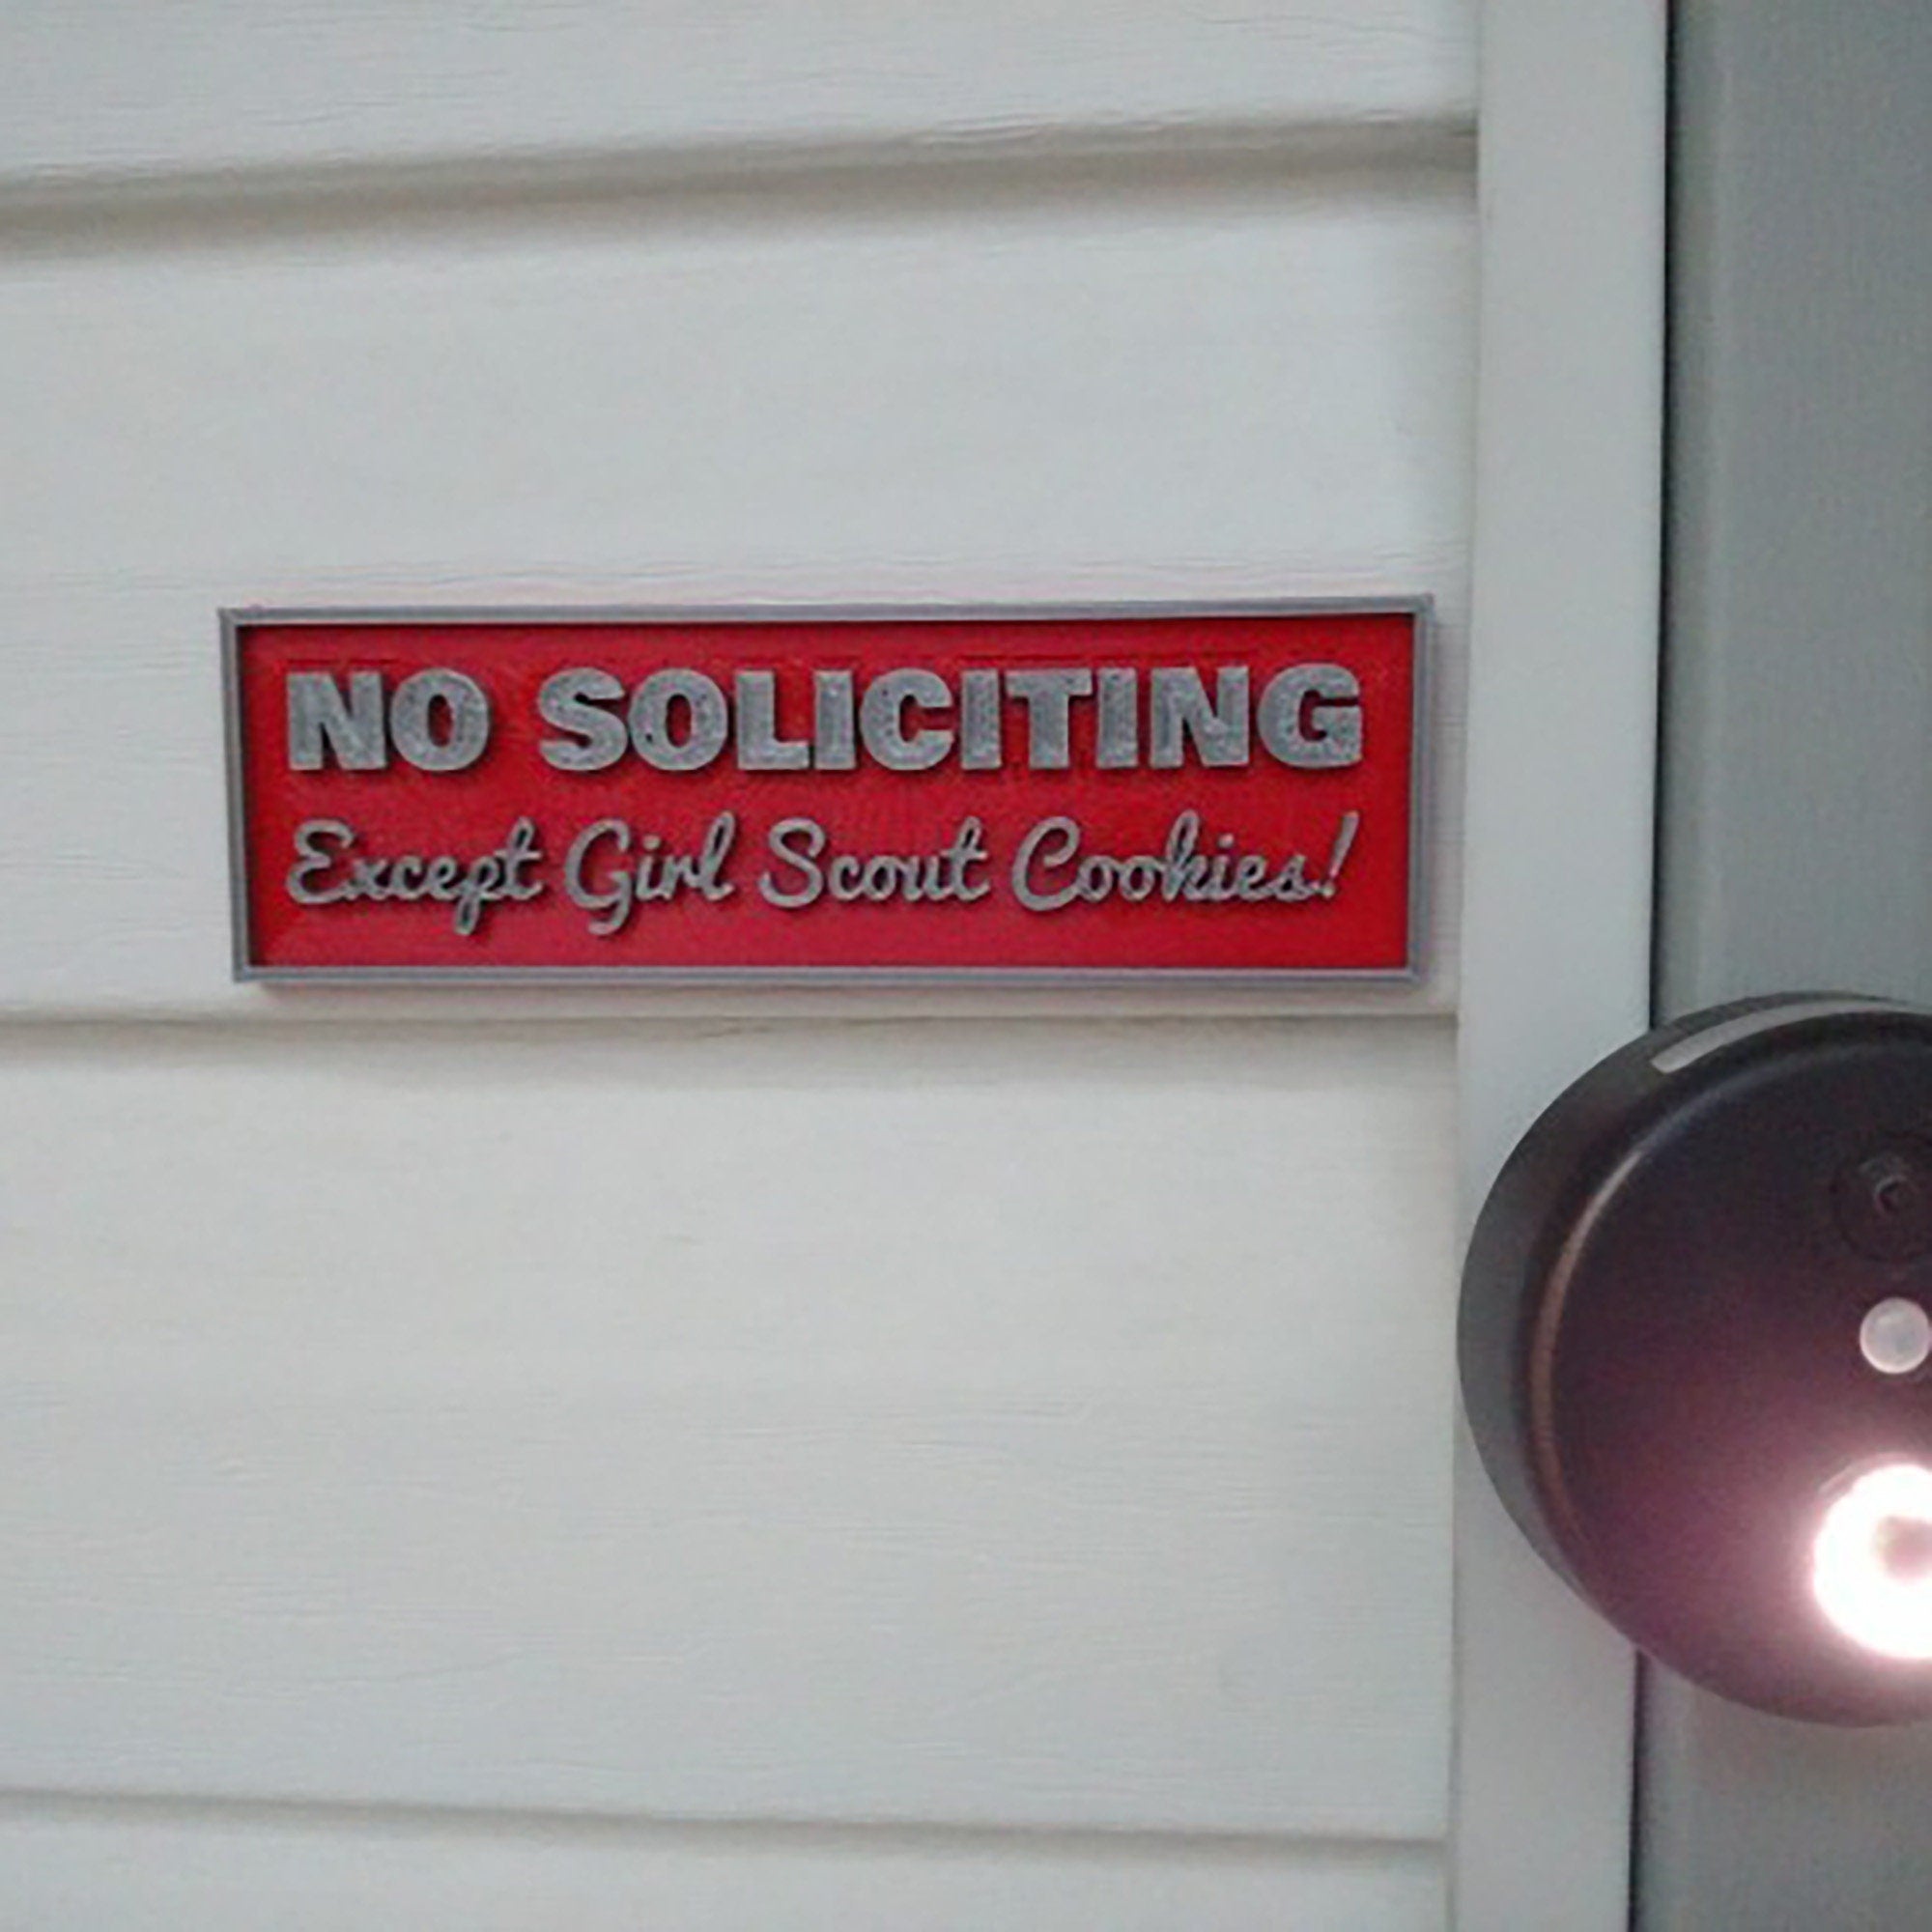 NO SOLICITING
Except Girl Scout Cookies!